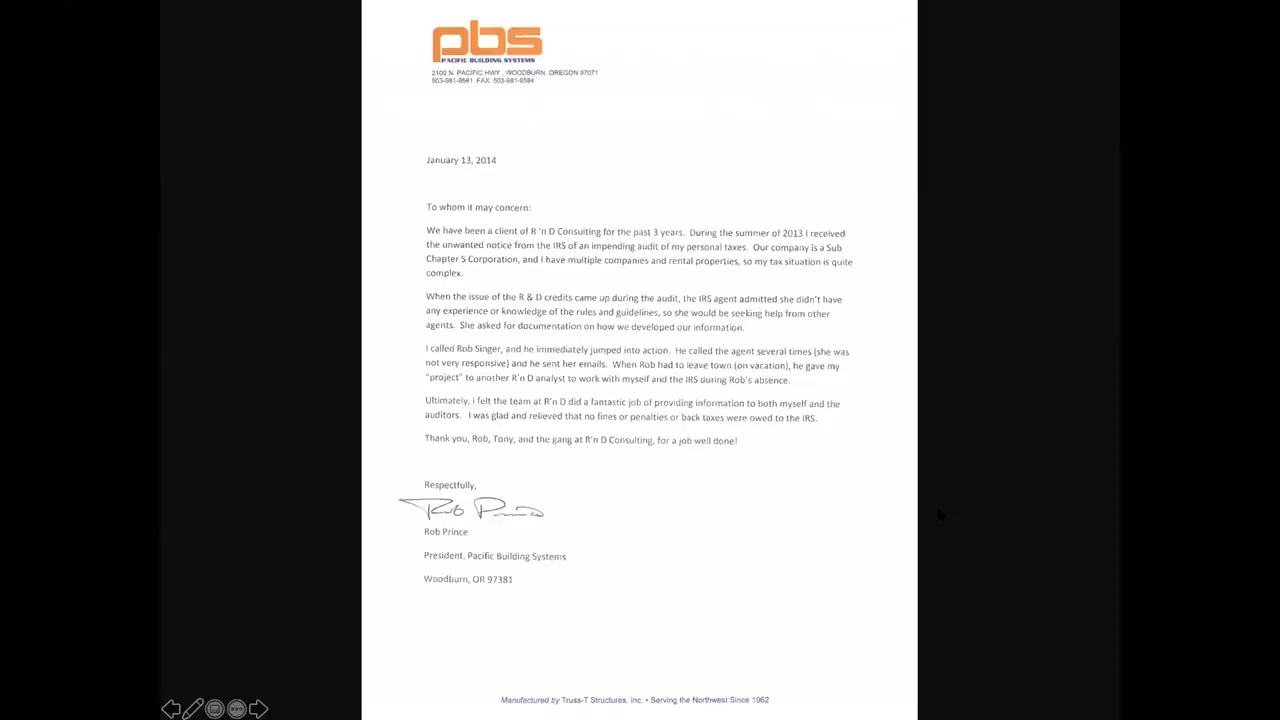 pbs
PACIFIC BUILDING SYSTEMS
2100 N. PACIFIC HWY., WOODBURN, OREGON 97071
503-981-9581 FAX: 503-981-9584
January 13, 2014
To whom it may concern:
We have been a client of R 'n D Consulting for the past 3 years. During the summer of 2013 I received
the unwanted notice from the IRS of an impending audit of my personal taxes. Our company is a Sub
Chapter S Corporation, and I have multiple companies and rental properties, so my tax situation is quite
complex.
When the issue of the R & D credits came up during the audit, the IRS agent admitted she didn't have
any experience or knowledge of the rules and guidelines, so she would be seeking help from other
agents. She asked for documentation on how we developed our information.
I called Rob Singer, and he immediately jumped into action. He called the agent several times (she was
not very responsive) and he sent her emails. When Rob had to leave town (on vacation), he gave my
"project" to another R'n D analyst to work with myself and the IRS during Rob's absence.
Ultimately, i felt the team at R'n D did a fantastic job of providing information to both myself and the
auditors. I was glad and relieved that no fines or penalties or back taxes were owed to the IRS.
Thank you, Rob, Tony, and the gang at R'n D Consulting, for a job well done!
Respectfully,
Rob Prince
Rob Prince
President, Pacific Building Systems
Woodburn, OR 97381
Manufactured by Truss-T Structures, Inc. • Serving the Northwest Since 1962